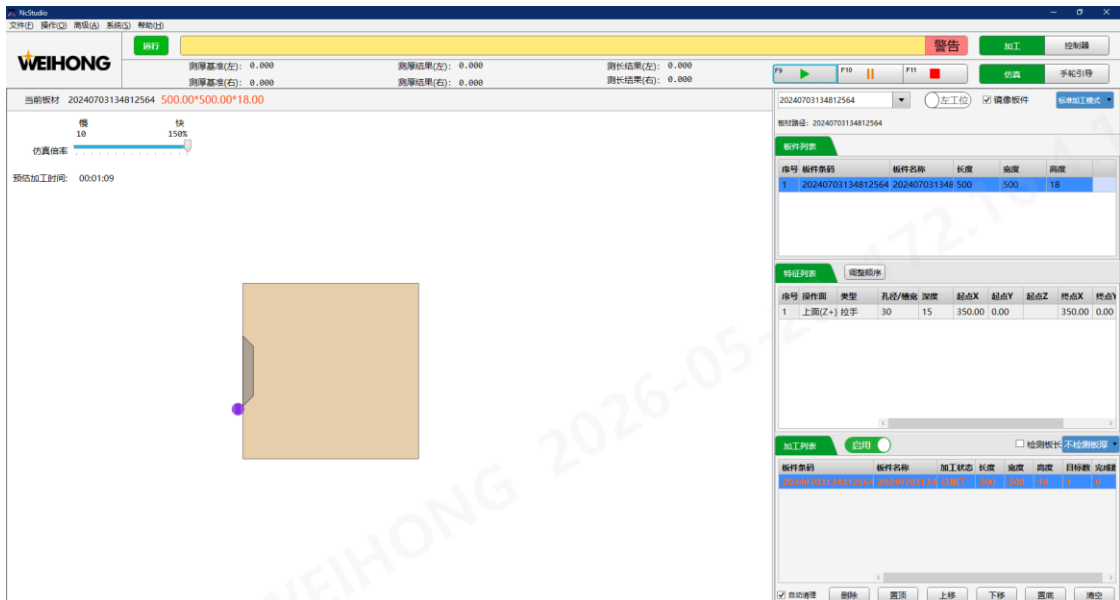 NcStudio
文件(F) 操作(O) 高级(A) 系统(S) 帮助(H)
WEIHONG
运行
警告
加工
控制器
测厚基准(左): 0.000
测厚结果(左): 0.000
测长结果(左): 0.000
测厚基准(右): 0.000
测厚结果(右): 0.000
测长结果(右): 0.000
F9
F10
F11
仿真
手轮引导
当前板材 20240703134812564 500.00*500.00*18.00
慢 快
10 150%
仿真倍率
预估加工时间: 00:01:09
20240703134812564
左工位
镜像板件
标准加工模式
板材路径: 20240703134812564
板件列表
序号 板件条码 板件名称 长度 宽度 高度
1 20240703134812564 202407031348 500 500 18
特征列表
调整顺序
序号 操作面 类型 孔径/槽宽 深度 起点X 起点Y 起点Z 终点X 终点Y
1 上面(Z+) 拉手 30 15 350.00 0.00 350.00 0.00
加工列表
启用
检测板长
不检测板厚
板件条码 板件名称 加工状态 长度 宽度 高度 目标数
20240703134812564 500 500 18
自动清理
删除
置顶
上移
下移
置底
清空
WEIHONG 2026-05-2
172.16.4.1